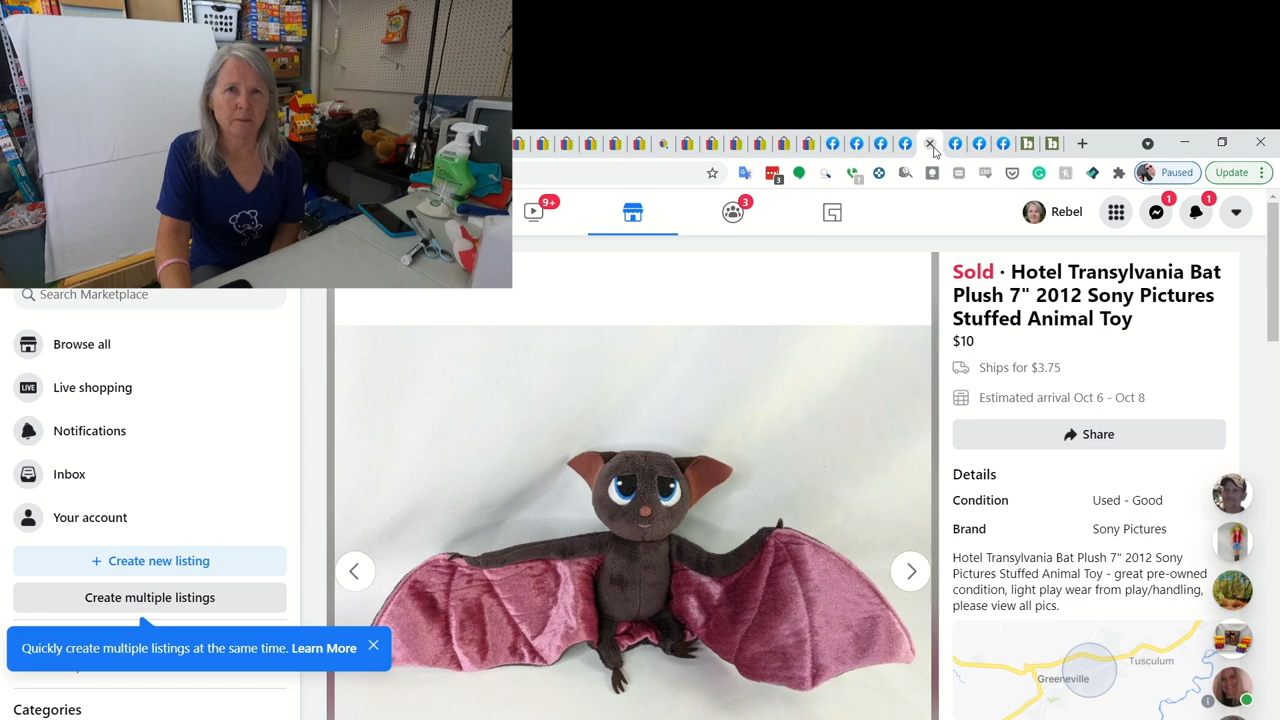 3
Paused
Update
9+
3
Rebel
1
1
Search Marketplace
Browse all
LIVE
Live shopping
Notifications
Inbox
Your account
+ Create new listing
Create multiple listings
Quickly create multiple listings at the same time. Learn More
Categories
Sold · Hotel Transylvania Bat
Plush 7" 2012 Sony Pictures
Stuffed Animal Toy
$10
Ships for $3.75
Estimated arrival Oct 6 - Oct 8
Share
Details
Condition Used - Good
Brand Sony Pictures
Hotel Transylvania Bat Plush 7" 2012 Sony
Pictures Stuffed Animal Toy - great pre-owned
condition, light play wear from play/handling,
please view all pics.
Tusculum
Greeneville